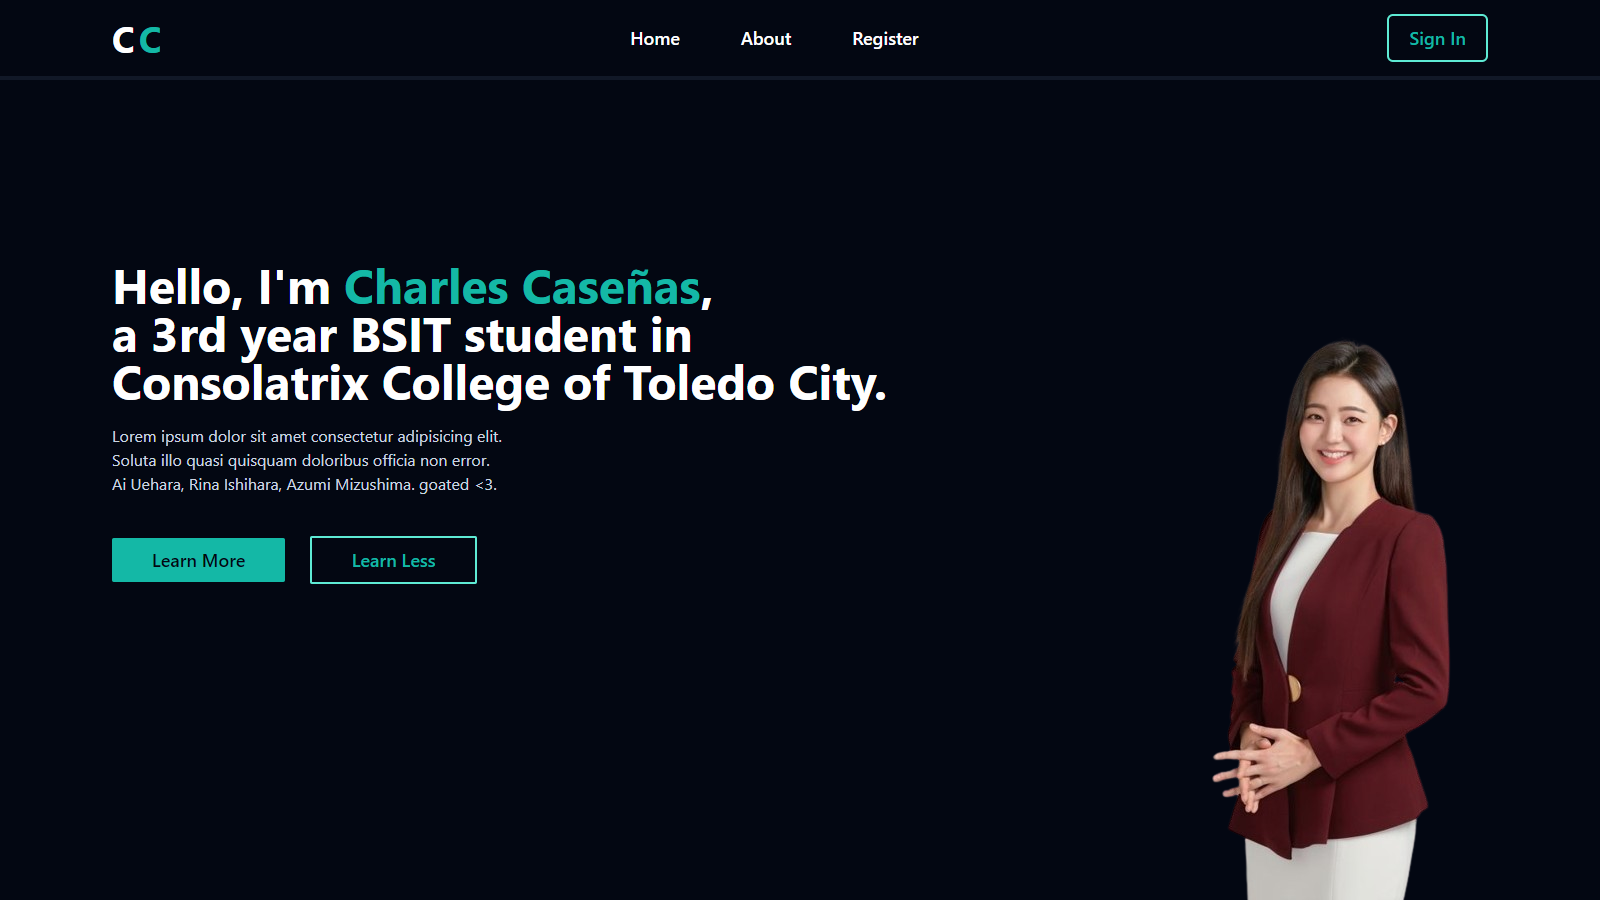 CC
Home About Register
Sign In
Hello, I'm Charles Caseñas,
a 3rd year BSIT student in
Consolatrix College of Toledo City.
Lorem ipsum dolor sit amet consectetur adipisicing elit.
Soluta illo quasi quisquam doloribus officia non error.
Ai Uehara, Rina Ishihara, Azumi Mizushima. goated <3.
Learn More
Learn Less